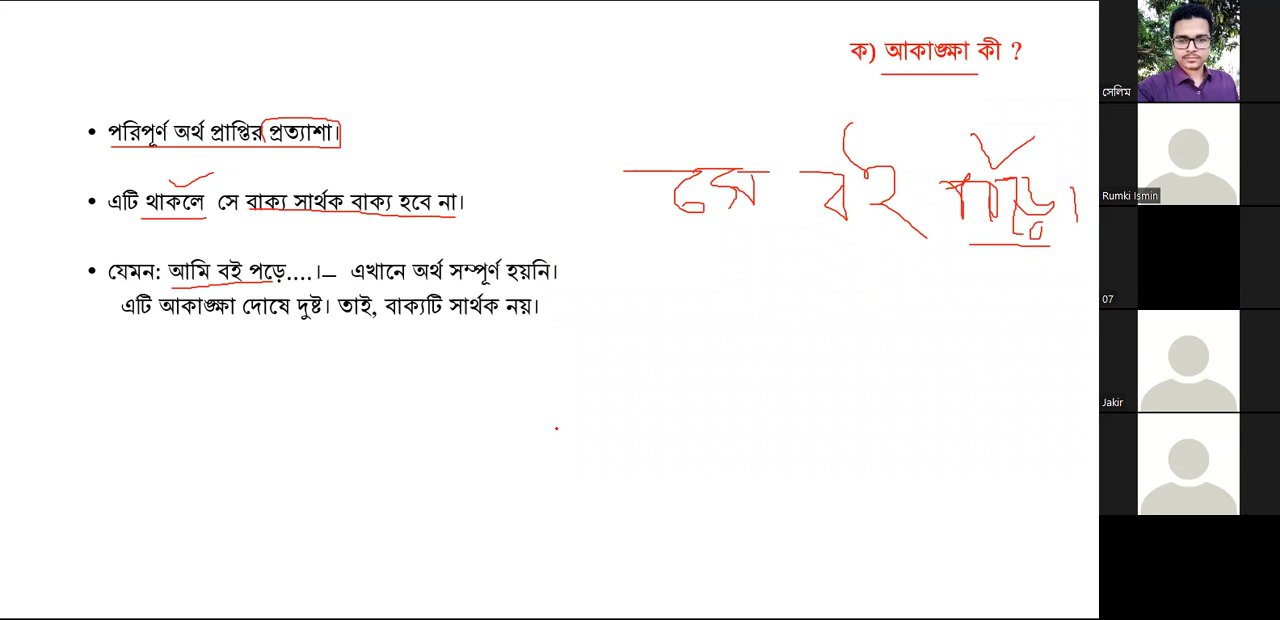 ক) আকাঙ্ক্ষা কী ?
• পরিপূর্ণ অর্থ প্রাপ্তির প্রত্যাশা।
• এটি থাকলে সে বাক্য সার্থক বাক্য হবে না।
• যেমন: আমি বই পড়ে....।– এখানে অর্থ সম্পূর্ণ হয়নি।
এটি আকাঙ্ক্ষা দোষে দুষ্ট। তাই, বাক্যটি সার্থক নয়।
সে বই পড়ে।
সেলিম
Rumki Ismin
07
Jakir